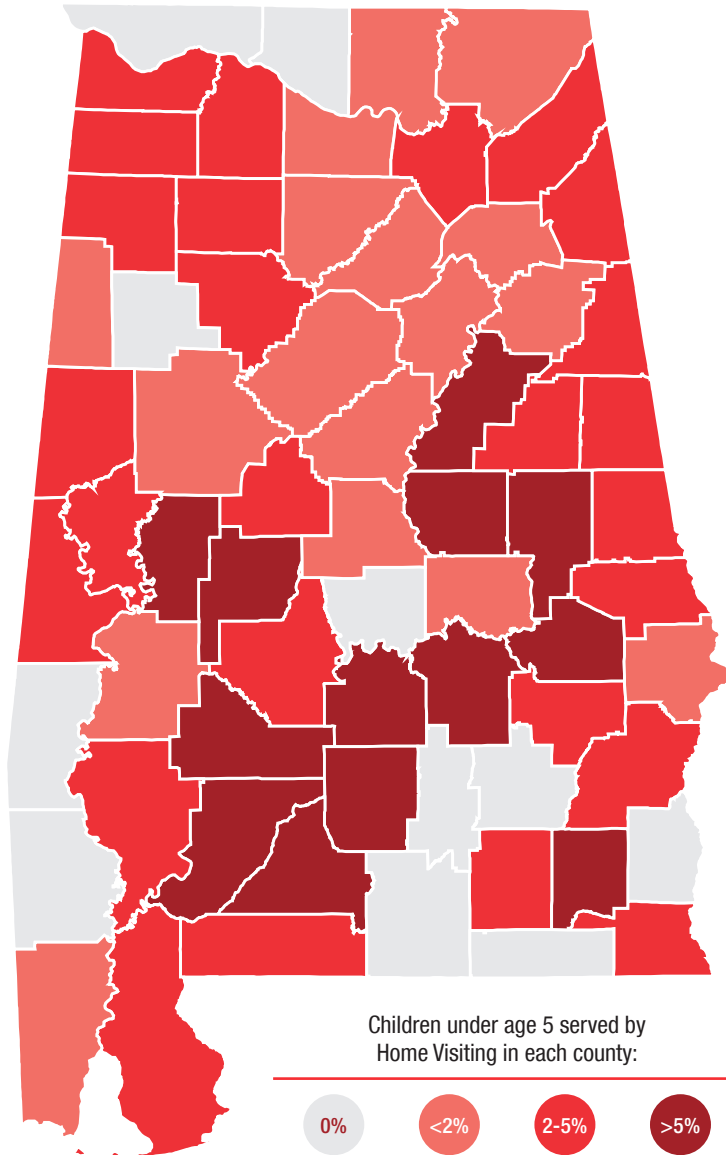 Children under age 5 served by
Home Visiting in each county:
0%
<2%
2-5%
>5%